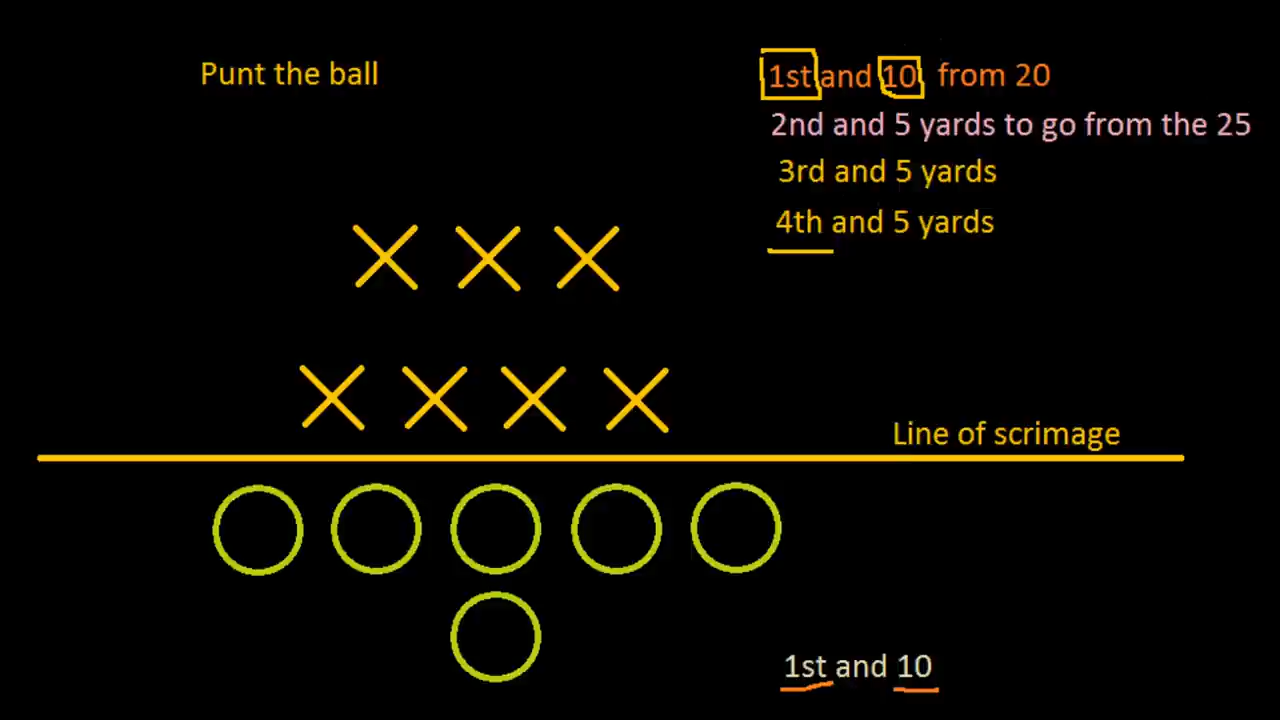 Punt the ball
1st and 10 from 20
2nd and 5 yards to go from the 25
3rd and 5 yards
4th and 5 yards
Line of scrimage
1st and 10